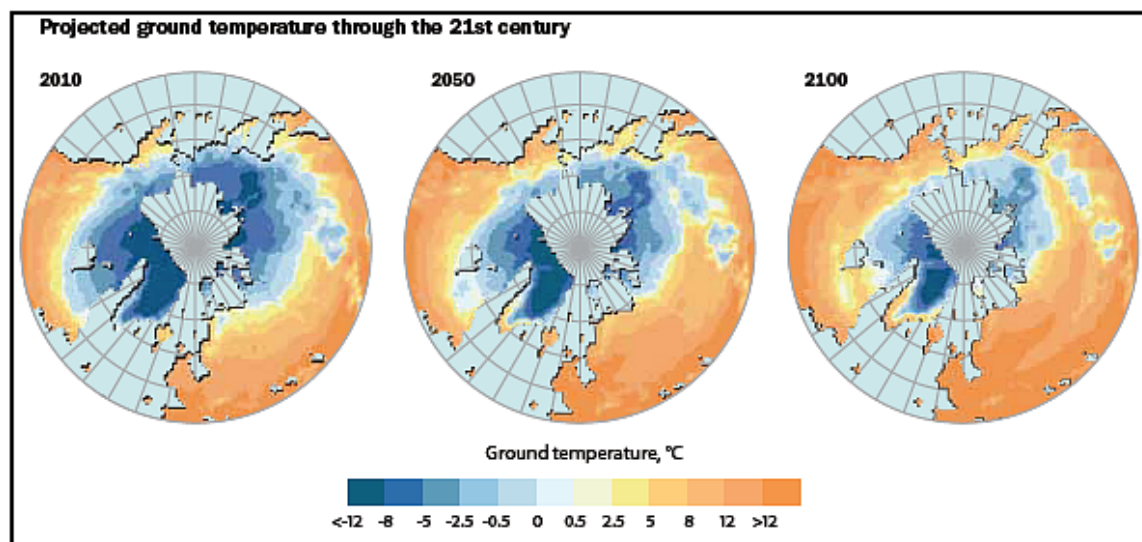 Projected ground temperature through the 21st century
2010 2050 2100
Ground temperature, °C
<-12 -8 -5 -2.5 -0.5 0 0.5 2.5 5 8 12 >12